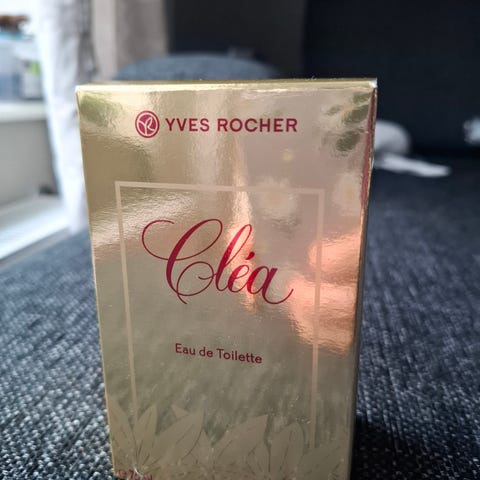 YVES ROCHER
Cléa
Eau de Toilette